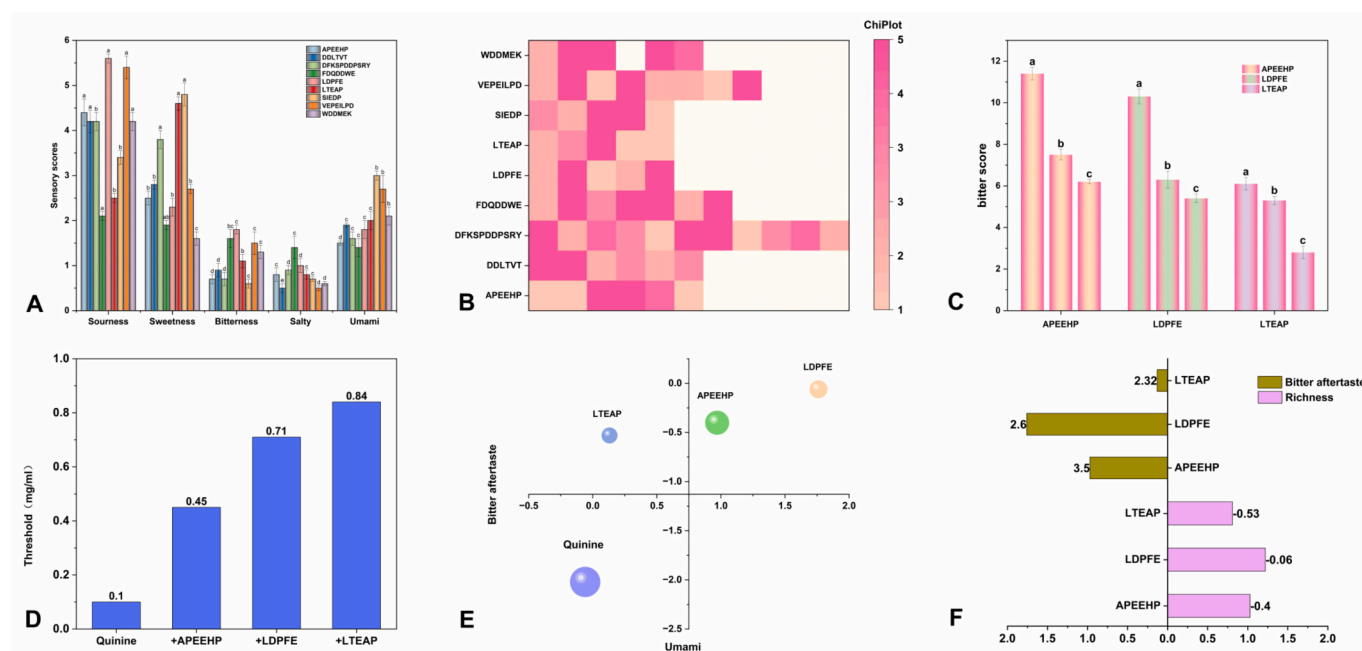 6
5
4
3
2
1
0
Sensory scores
APEEHP
DDLTVT
DFKSPDDPSRY
FDQDDWE
LDPFE
LTEAP
SIEDP
VEPEILPD
WDDMEK
a a b a a a
c b
a a a
b b b b
ab b
c
d d d bc c c d b c
c a c a c c c d d
d c c c c c b b b
Sourness Sweetness Bitterness Salty Umami
A
WDDMEK
VEPEILPD
SIEDP
LTEAP
LDPFE
FDQDDWE
DFKSPDDPSRY
DDLTVT
APEEHP
B
ChiPlot
5
4
3
3
2
1
12
10
8
6
4
2
0
bitter score
APEEHP
LDPFE
LTEAP
a b c
a b c
a b c
APEEHP LDPFE LTEAP
C
1.0
0.8
0.6
0.4
0.2
0.0
Threshold（mg/ml）
0.1 0.45 0.71 0.84
Quinine +APEEHP +LDPFE +LTEAP
D
LDPFE
APEEHP
LTEAP
Quinine
0.0
−0.5
−1.0
−1.5
−2.0
−2.5
−0.5 0.0 0.5 1.0 1.5 2.0
Bitter aftertaste
Umami
E
Bitter aftertaste
Richness
2.32 LTEAP
2.6 LDPFE
3.5 APEEHP
LTEAP -0.53
LDPFE -0.06
APEEHP -0.4
2.0 1.5 1.0 0.5 0.0 0.5 1.0 1.5 2.0
F